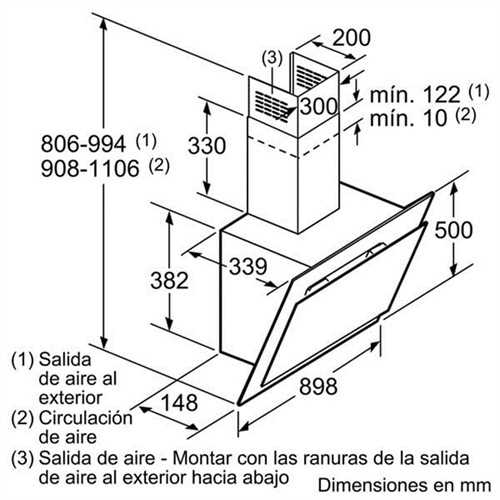 (3)
200
300
mín. 122 (1)
mín. 10 (2)
806-994 (1)
908-1106 (2)
330
500
339
382
(1) Salida
de aire al
exterior
148
898
(2) Circulación
de aire
(3) Salida de aire - Montar con las ranuras de la salida
de aire al exterior hacia abajo
Dimensiones en mm